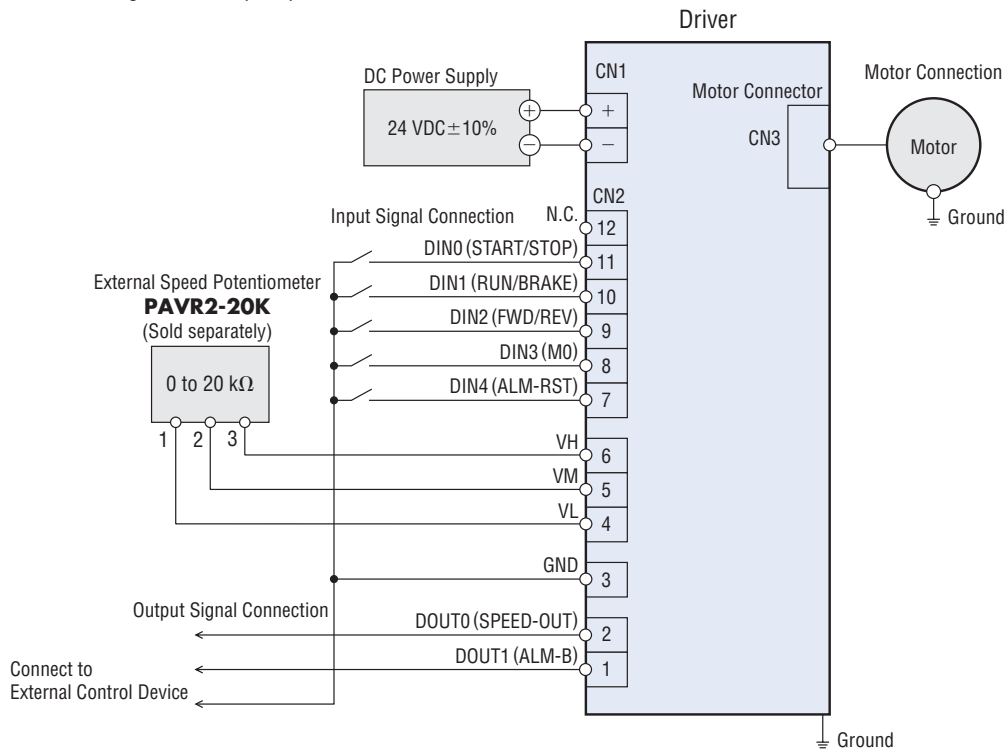 Driver
DC Power Supply
24 VDC±10%
+
−
CN1
+
−
Motor Connector
CN3
Motor Connection
Motor
Ground
CN2
Input Signal Connection
N.C.
12
DIN0 (START/STOP)
11
DIN1 (RUN/BRAKE)
10
DIN2 (FWD/REV)
9
DIN3 (M0)
8
DIN4 (ALM-RST)
7
External Speed Potentiometer
PAVR2-20K
(Sold separately)
0 to 20 kΩ
1 2 3
VH
6
VM
5
VL
4
GND
3
Output Signal Connection
DOUT0 (SPEED-OUT)
2
DOUT1 (ALM-B)
1
Connect to
External Control Device
Ground